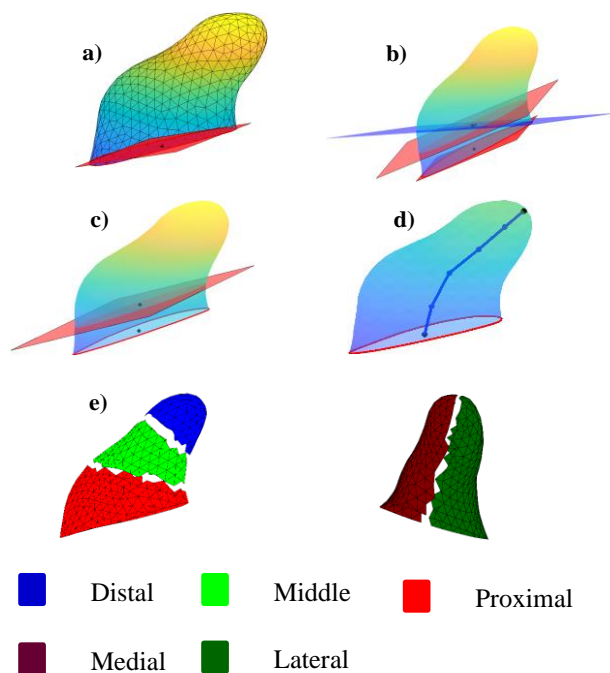 a) b)
c) d)
e)
Distal Middle Proximal
Medial Lateral